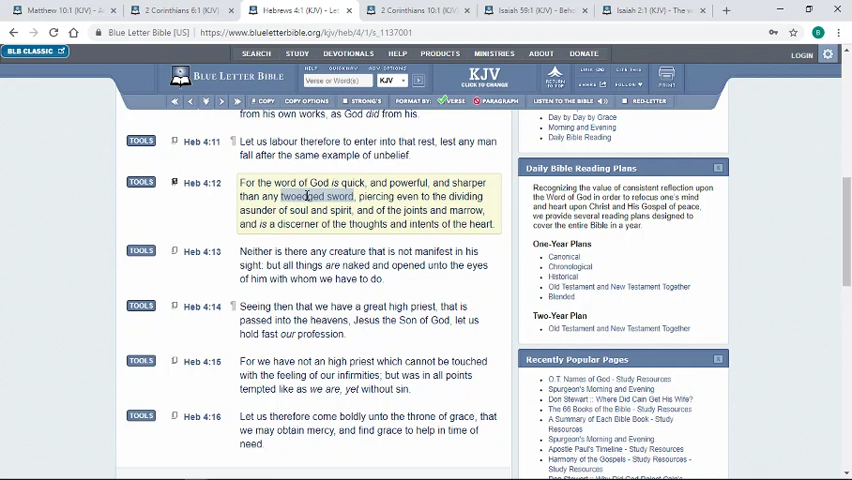 Matthew 10:1 (KJV) - A
2 Corinthians 6:1 (KJV) -
Hebrews 4:1 (KJV) - Le
2 Corinthians 10:1 (KJV)
Isaiah 59:1 (KJV) - Beho
Isaiah 2:1 (KJV) - The w
Blue Letter Bible [US] | https://www.blueletterbible.org/kjv/heb/4/1/s_1137001
BLB CLASSIC
SEARCH STUDY DEVOTIONALS HELP PRODUCTS MINISTRIES ABOUT DONATE
LOGIN
BLUE LETTER BIBLE
Verse or Word(s)
KJV
KJV
CLICK TO CHANGE
RETURN TO TOP
SHARE
FOLLOW
PRINT
COPY COPY OPTIONS STRONG'S FORMAT BY: VERSE PARAGRAPH LISTEN TO THE BIBLE RED-LETTER
from his own works, as God did from his.
TOOLS Heb 4:11 ¶ Let us labour therefore to enter into that rest, lest any man
fall after the same example of unbelief.
TOOLS Heb 4:12 For the word of God is quick, and powerful, and sharper
than any twoedged sword, piercing even to the dividing
asunder of soul and spirit, and of the joints and marrow,
and is a discerner of the thoughts and intents of the heart.
TOOLS Heb 4:13 Neither is there any creature that is not manifest in his
sight: but all things are naked and opened unto the eyes
of him with whom we have to do.
TOOLS Heb 4:14 ¶ Seeing then that we have a great high priest, that is
passed into the heavens, Jesus the Son of God, let us
hold fast our profession.
TOOLS Heb 4:15 For we have not an high priest which cannot be touched
with the feeling of our infirmities; but was in all points
tempted like as we are, yet without sin.
TOOLS Heb 4:16 Let us therefore come boldly unto the throne of grace, that
we may obtain mercy, and find grace to help in time of
need.
Day by Day by Grace
Morning and Evening
Daily Bible Reading
Daily Bible Reading Plans
Recognizing the value of consistent reflection upon
the Word of God in order to refocus one's mind
and heart upon Christ and His Gospel of peace,
we provide several reading plans designed to
cover the entire Bible in a year.
One-Year Plans
Canonical
Chronological
Historical
Old Testament and New Testament Together
Blended
Two-Year Plan
Old Testament and New Testament Together
Recently Popular Pages
O.T. Names of God - Study Resources
Spurgeon's Morning and Evening
Don Stewart :: Where Did Cain Get His Wife?
The 66 Books of the Bible - Study Resources
A Summary of Each Bible Book - Study
Resources
Spurgeon's Morning and Evening
Apostle Paul's Timeline - Study Resources
Harmony of the Gospels - Study Resources -
Study Resources